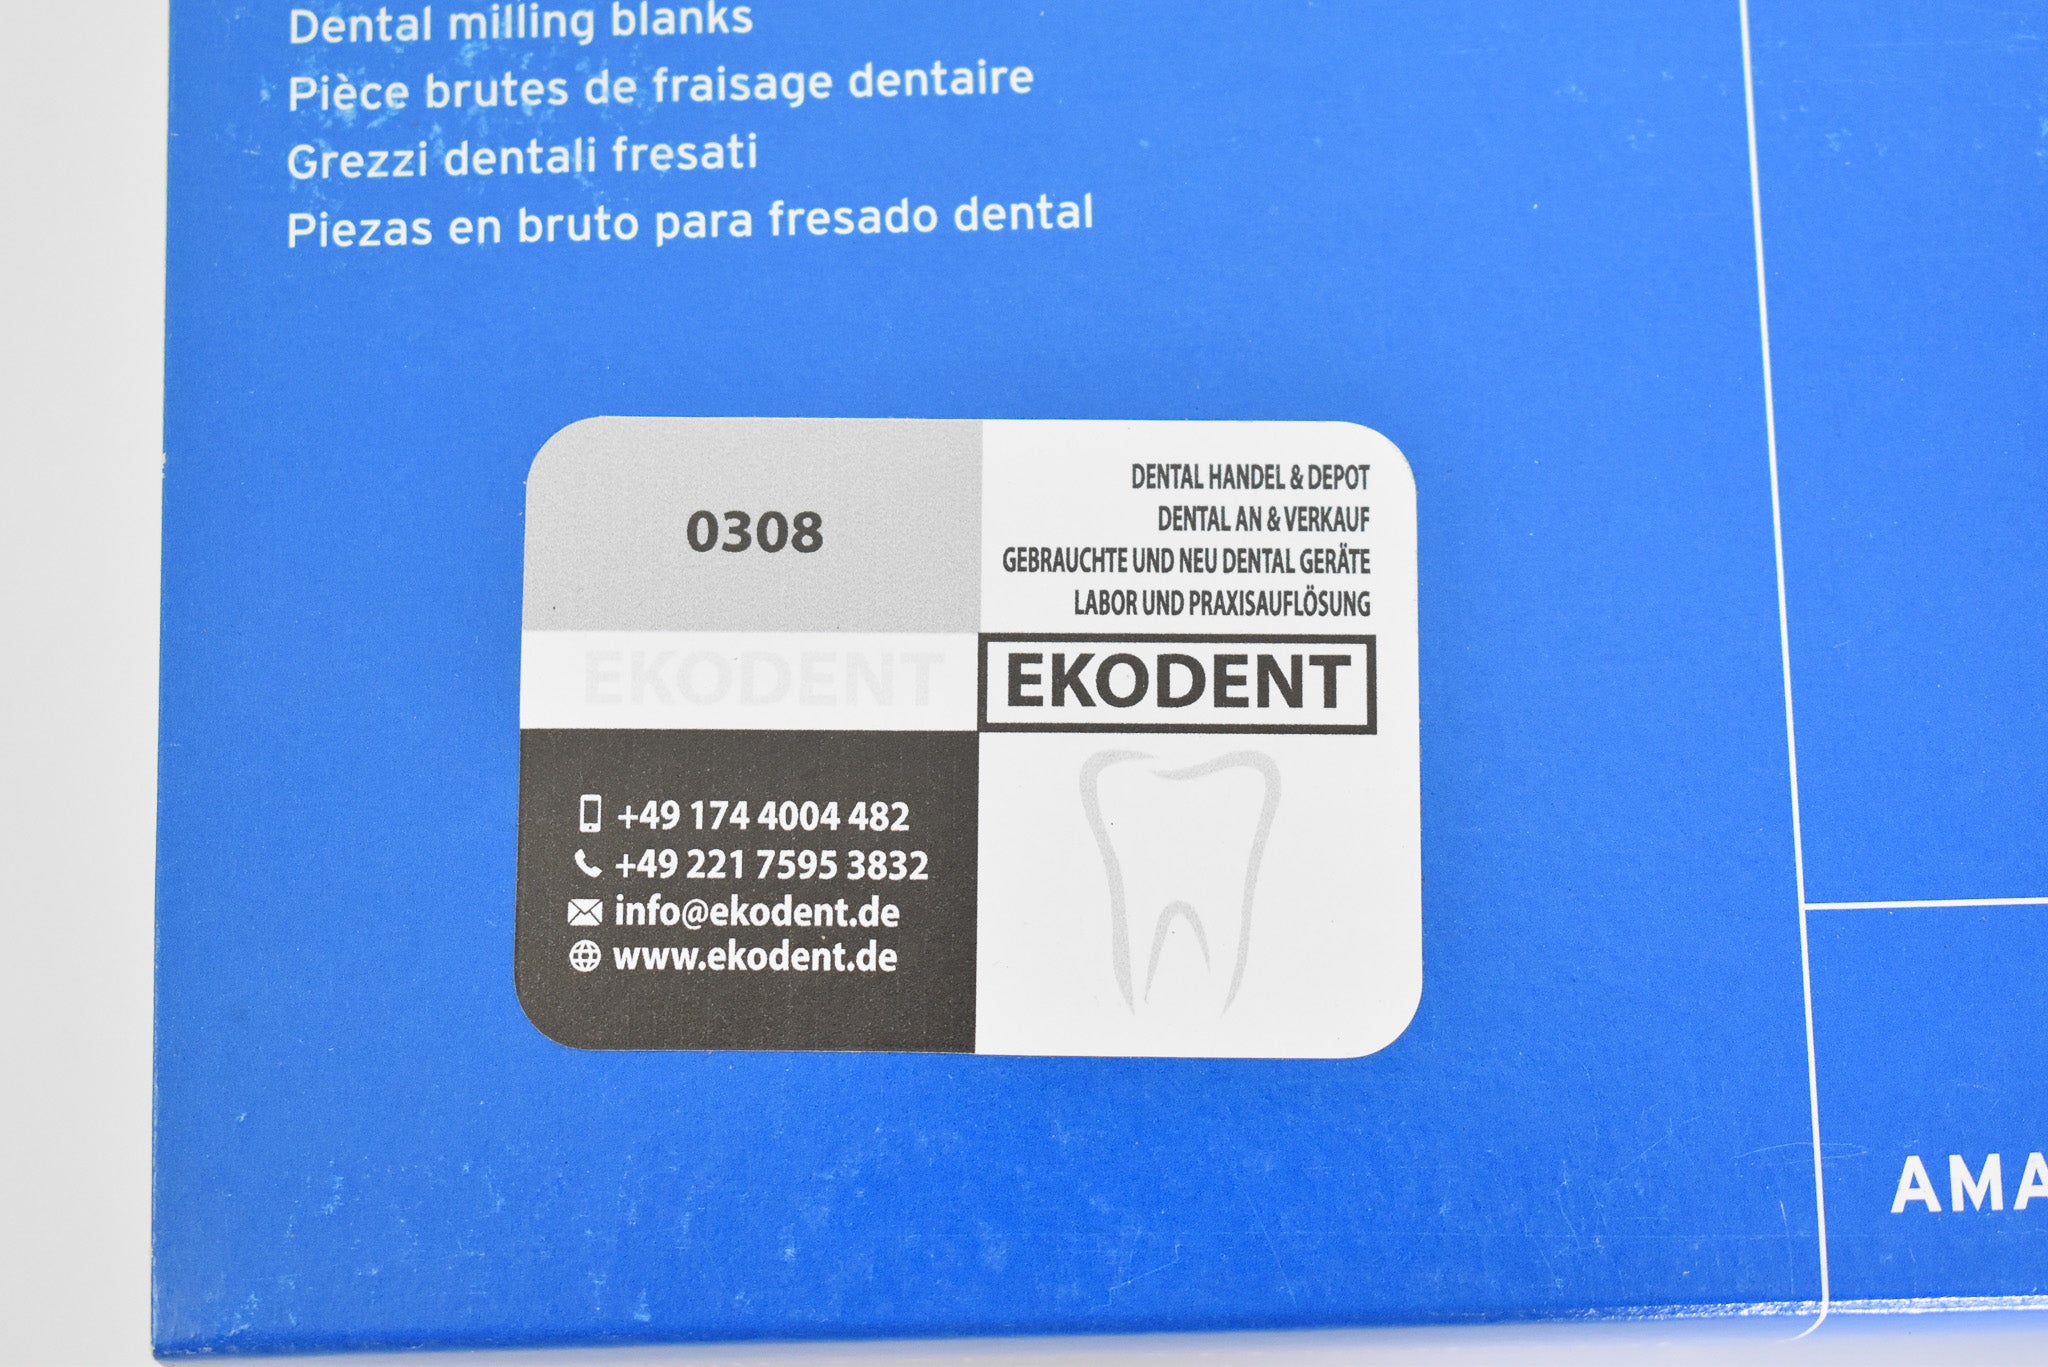 Dental milling blanks
Pièce brutes de fraisage dentaire
Grezzi dentali fresati
Piezas en bruto para fresado dental
0308
DENTAL HANDEL & DEPOT
DENTAL AN & VERKAUF
GEBRAUCHTE UND NEU DENTAL GERÄTE
LABOR UND PRAXISAUFLÖSUNG
EKODENT
EKODENT
+49 174 4004 482
+49 221 7595 3832
info@ekodent.de
www.ekodent.de
AMA